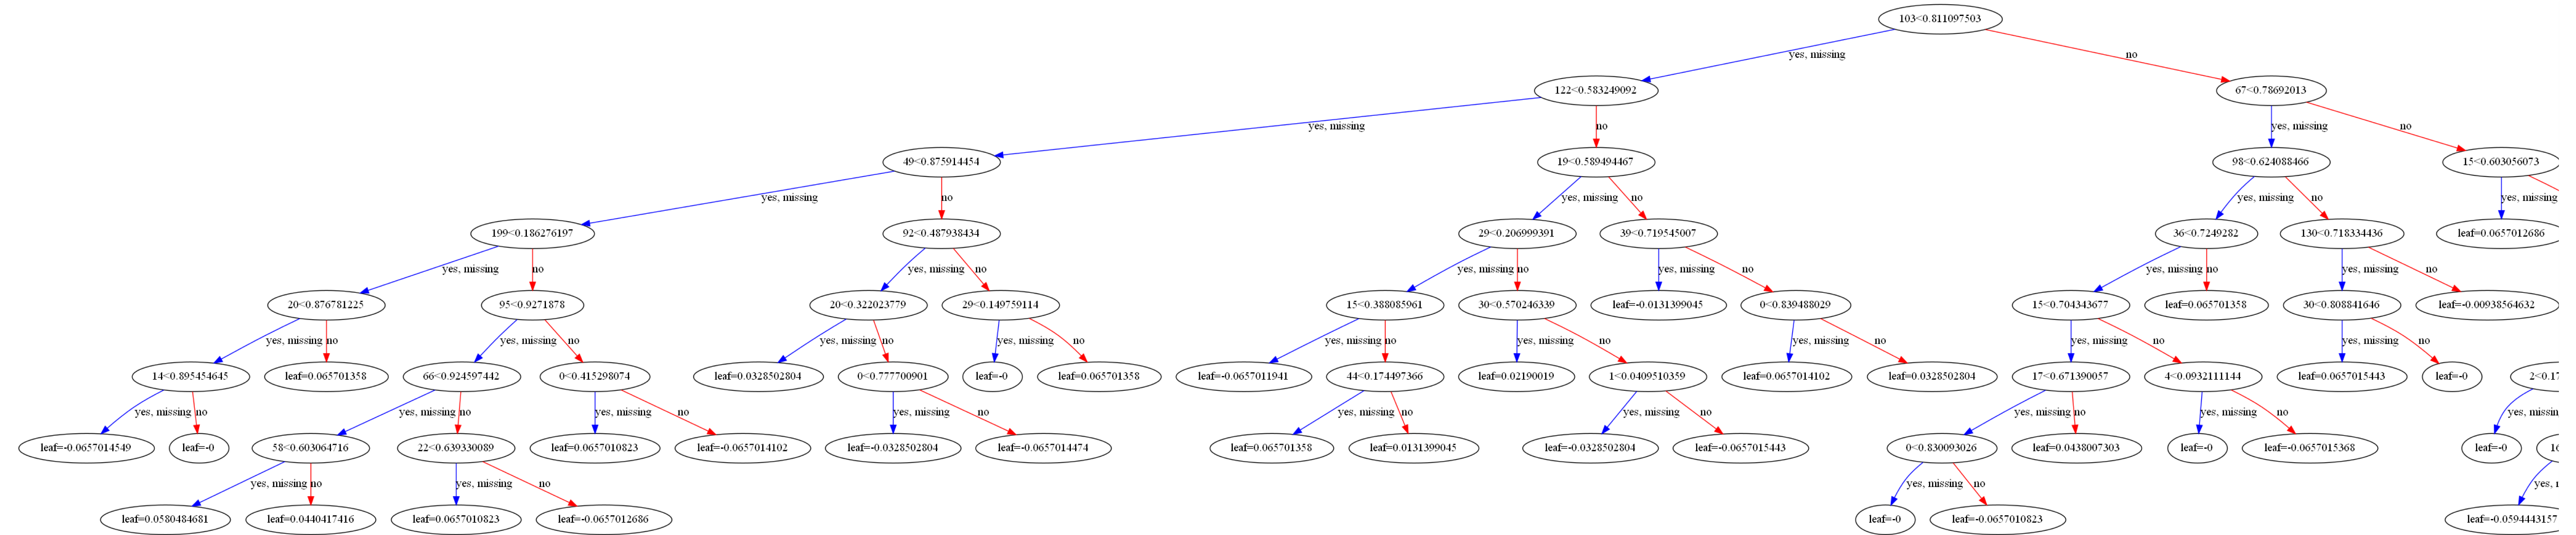 103<0.811097503
yes, missing
no
122<0.583249092
67<0.78692013
yes, missing
no
yes, missing
no
49<0.875914454
19<0.589494467
98<0.624088466
15<0.603056073
yes, missing
no
yes, missing
no
yes, missing
no
yes, missing
199<0.186276197
92<0.487938434
29<0.206999391
39<0.719545007
36<0.7249282
130<0.718334436
leaf=0.0657012686
yes, missing
no
yes, missing
no
yes, missing
no
yes, missing
no
yes, missing
no
yes, missing
no
20<0.876781225
95<0.9271878
20<0.322023779
29<0.149759114
15<0.388085961
30<0.570246339
leaf=-0.0131399045
0<0.839488029
15<0.704343677
leaf=0.065701358
30<0.808841646
leaf=-0.00938564632
yes, missing
no
yes, missing
no
yes, missing
no
yes, missing
no
yes, missing
no
yes, missing
no
yes, missing
no
yes, missing
no
yes, missing
no
14<0.895454645
leaf=0.065701358
66<0.924597442
0<0.415298074
leaf=0.0328502804
0<0.777700901
leaf=-0
leaf=0.065701358
leaf=-0.0657011941
44<0.174497366
leaf=0.02190019
1<0.0409510359
leaf=0.0657014102
leaf=0.0328502804
17<0.671390057
4<0.0932111144
leaf=0.0657015443
leaf=-0
2<0.17
yes, missing
no
yes, missing
no
yes, missing
no
yes, missing
no
yes, missing
no
yes, missing
no
yes, missing
no
yes, missing
no
leaf=-0.0657014549
leaf=-0
58<0.603064716
22<0.639330089
leaf=0.0657010823
leaf=-0.0657014102
leaf=-0.0328502804
leaf=-0.0657014474
leaf=0.065701358
leaf=0.0131399045
leaf=-0.0328502804
leaf=-0.0657015443
0<0.830093026
leaf=0.0438007303
leaf=-0
leaf=-0.0657015368
leaf=-0
yes, missing
no
yes, missing
no
yes, missing
no
leaf=0.0580484681
leaf=0.0440417416
leaf=0.0657010823
leaf=-0.0657012686
leaf=-0
leaf=-0.0657010823
leaf=-0.0594443157